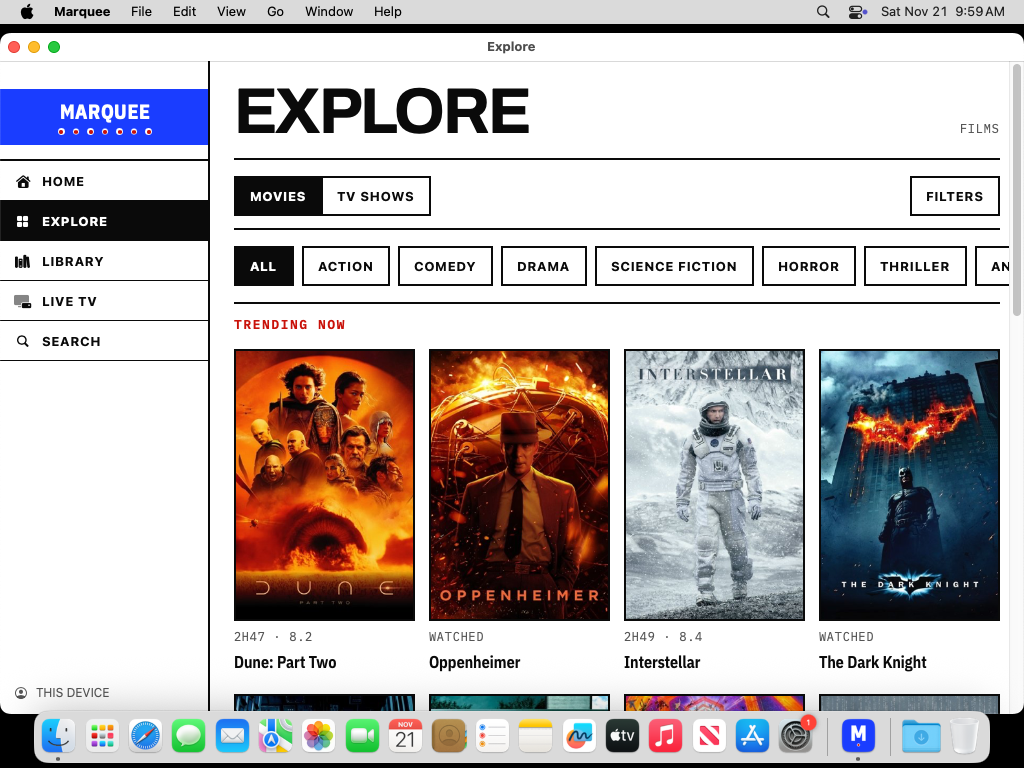 Marquee File Edit View Go Window Help Sat Nov 21 9:59 AM
Explore
MARQUEE
HOME
EXPLORE
LIBRARY
LIVE TV
SEARCH
THIS DEVICE
EXPLORE
FILMS
MOVIES TV SHOWS FILTERS
ALL ACTION COMEDY DRAMA SCIENCE FICTION HORROR THRILLER AN
TRENDING NOW
DUNE
PART TWO
OPPENHEIMER
INTERSTELLAR
THE DARK KNIGHT
2H47 · 8.2 WATCHED 2H49 · 8.4 WATCHED
Dune: Part Two Oppenheimer Interstellar The Dark Knight
NOV
21
tv
1
M